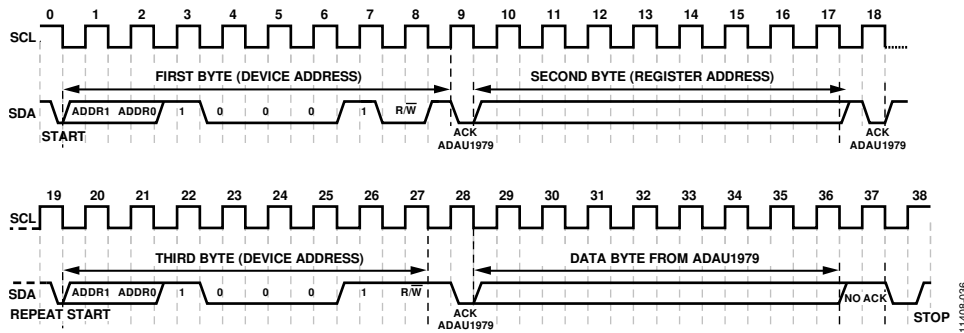 0 1 2 3 4 5 6 7 8 9 10 11 12 13 14 15 16 17 18
SCL
FIRST BYTE (DEVICE ADDRESS) SECOND BYTE (REGISTER ADDRESS)
SDA ADDR1 ADDR0 1 0 0 0 1 R/W
START ACK ADAU1979 ACK ADAU1979
19 20 21 22 23 24 25 26 27 28 29 30 31 32 33 34 35 36 37 38
SCL
THIRD BYTE (DEVICE ADDRESS) DATA BYTE FROM ADAU1979
SDA ADDR1 ADDR0 1 0 0 0 1 R/W NO ACK
REPEAT START ACK ADAU1979 STOP
11408-026